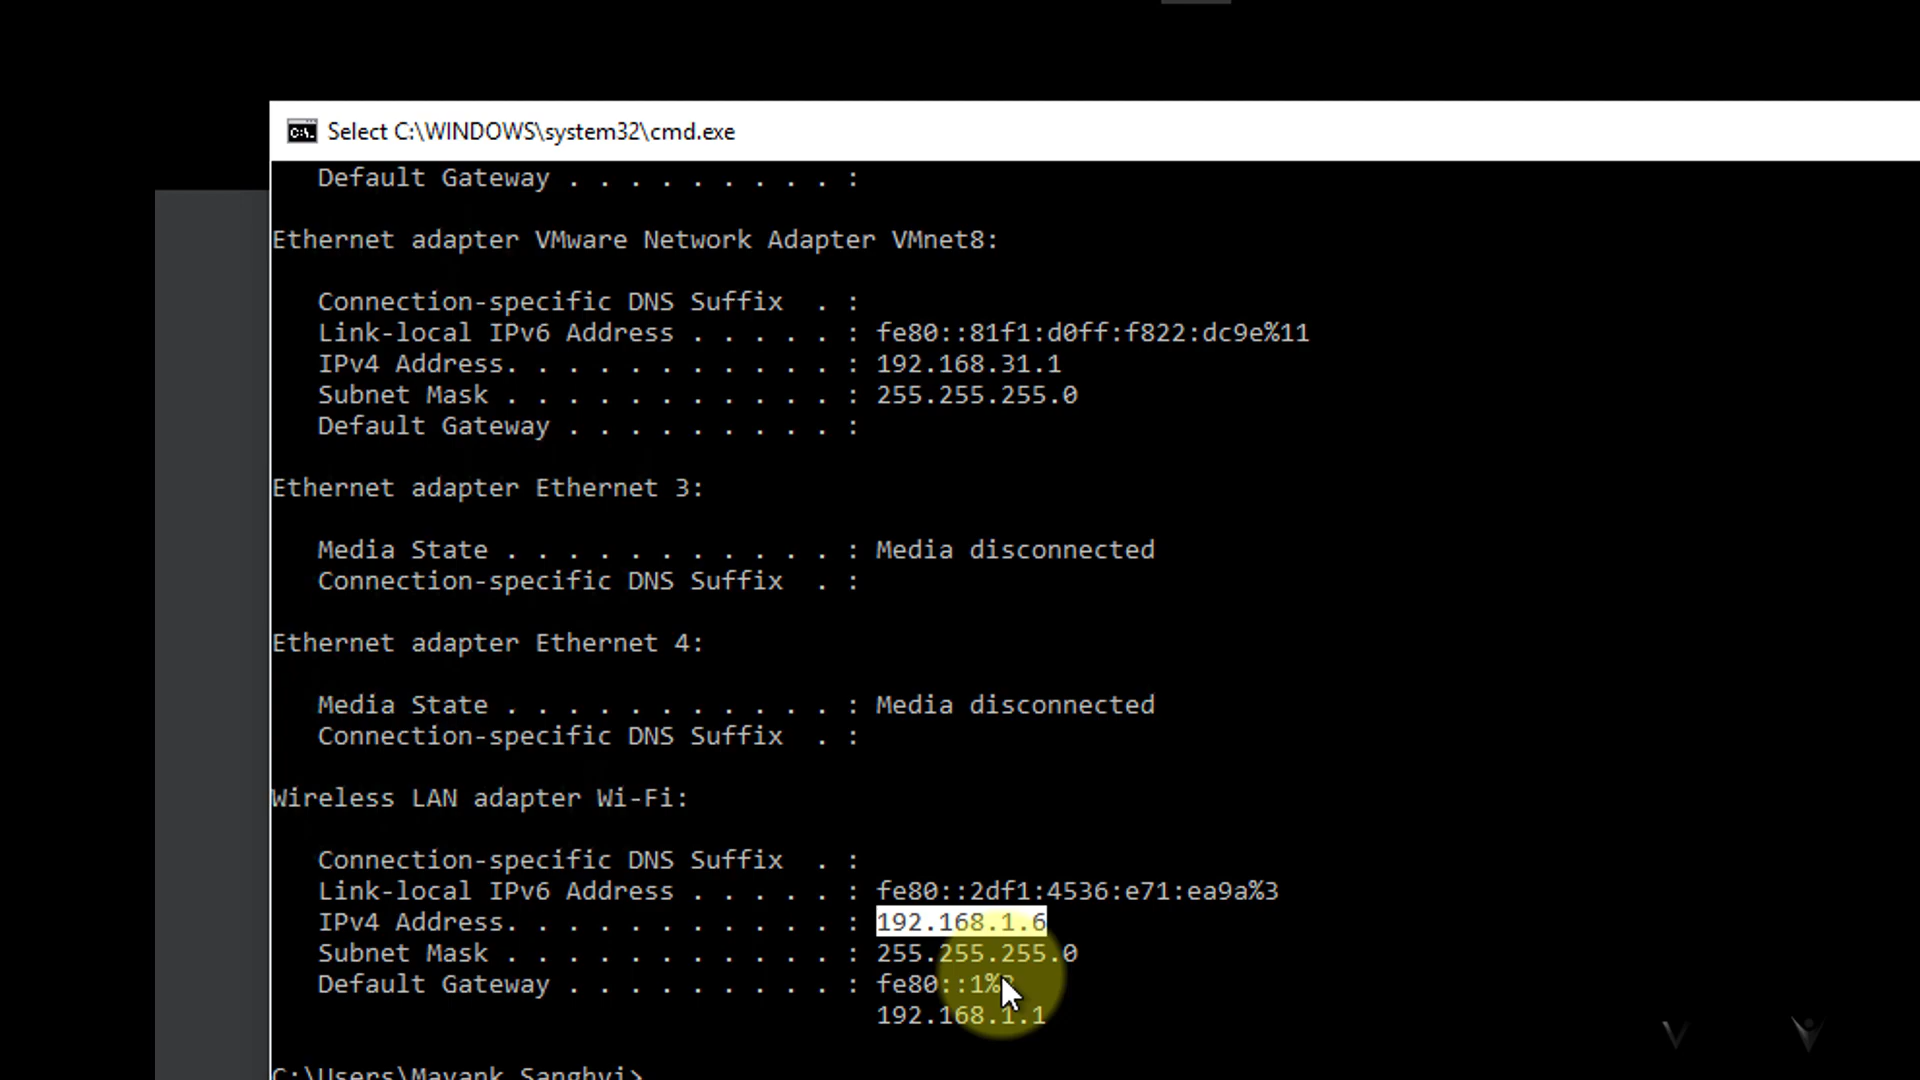 Select C:\WINDOWS\system32\cmd.exe
Default Gateway . . . . . . . . . :
Ethernet adapter VMware Network Adapter VMnet8:
Connection-specific DNS Suffix  . :
Link-local IPv6 Address . . . . . : fe80::81f1:d0ff:f822:dc9e%11
IPv4 Address. . . . . . . . . . . : 192.168.31.1
Subnet Mask . . . . . . . . . . . : 255.255.255.0
Default Gateway . . . . . . . . . :
Ethernet adapter Ethernet 3:
Media State . . . . . . . . . . . : Media disconnected
Connection-specific DNS Suffix  . :
Ethernet adapter Ethernet 4:
Media State . . . . . . . . . . . : Media disconnected
Connection-specific DNS Suffix  . :
Wireless LAN adapter Wi-Fi:
Connection-specific DNS Suffix  . :
Link-local IPv6 Address . . . . . : fe80::2df1:4536:e71:ea9a%3
IPv4 Address. . . . . . . . . . . : 192.168.1.6
Subnet Mask . . . . . . . . . . . : 255.255.255.0
Default Gateway . . . . . . . . . : fe80::1%
192.168.1.1
C:\Users\Mayank Sanghvi>